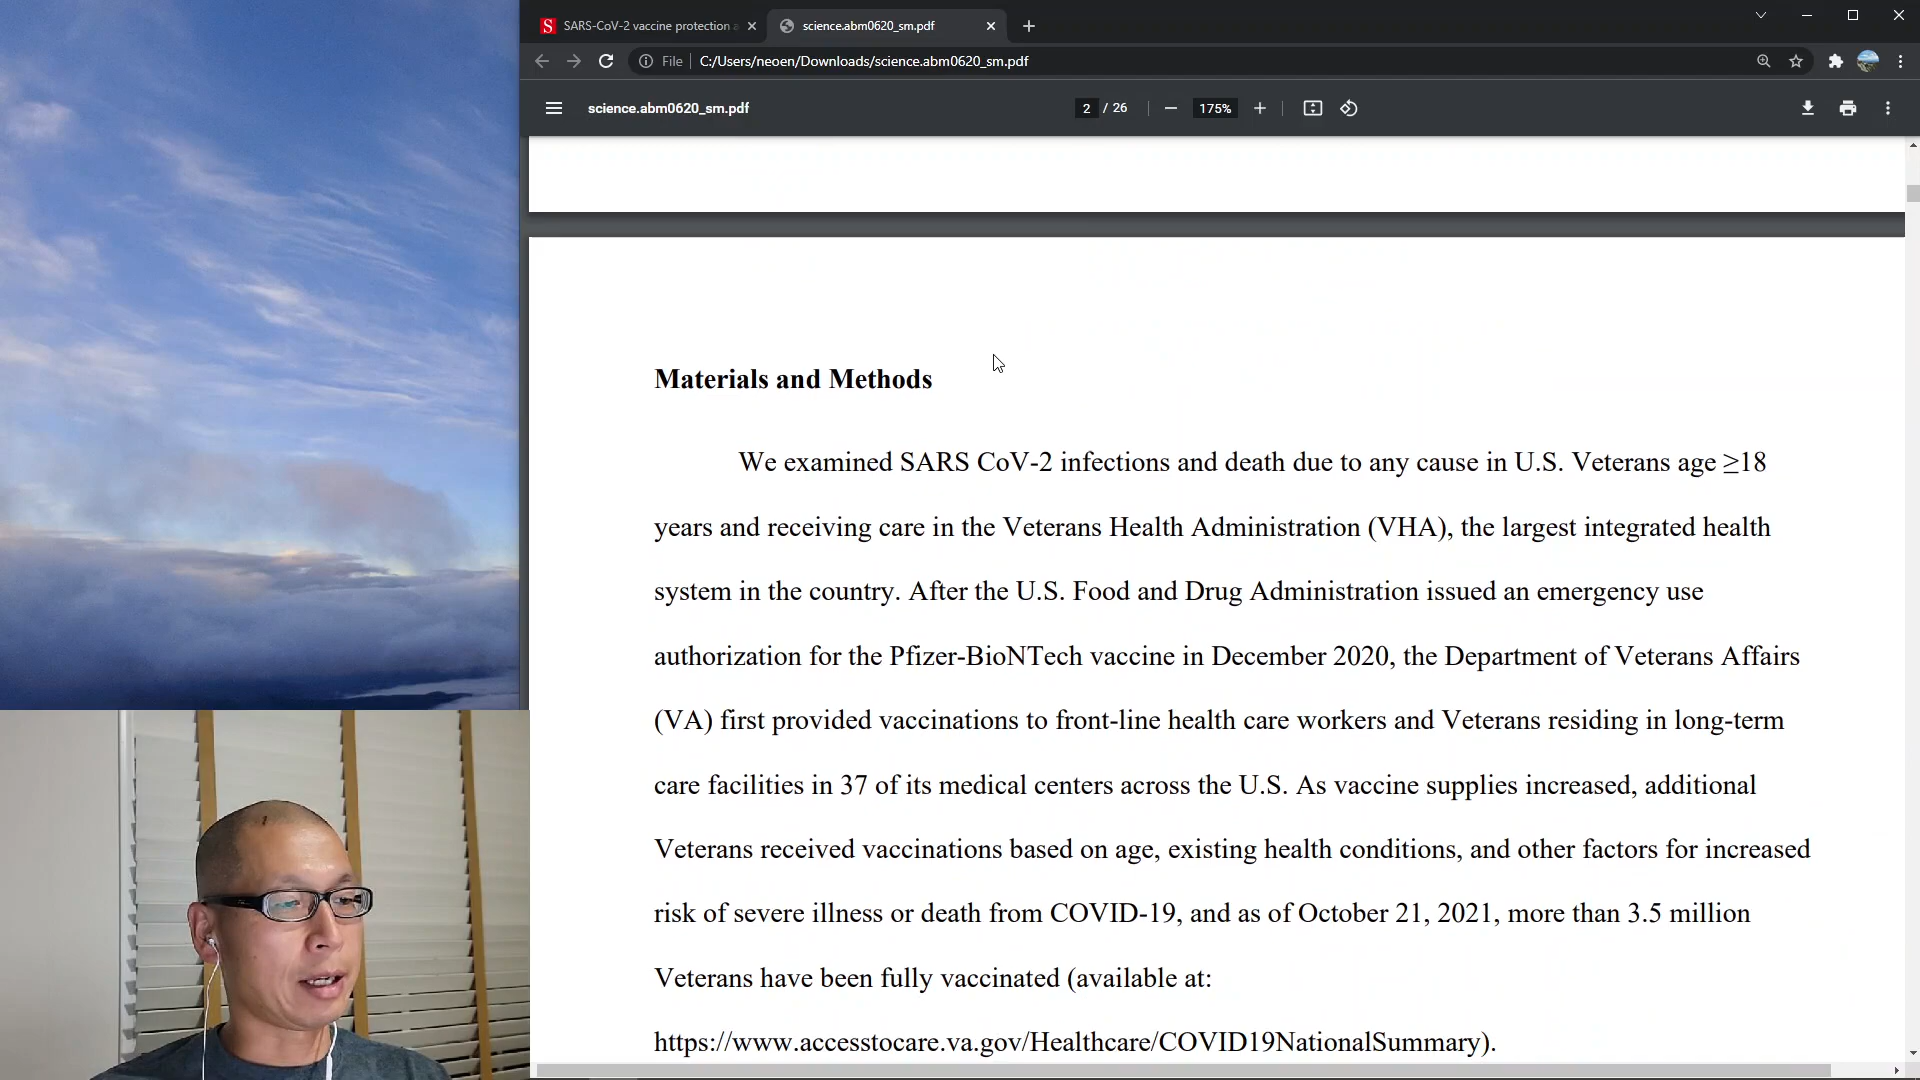 SARS-CoV-2 vaccine protection
science.abm0620_sm.pdf
File
C:/Users/neoen/Downloads/science.abm0620_sm.pdf
science.abm0620_sm.pdf
2 / 26
175%
Materials and Methods
We examined SARS CoV-2 infections and death due to any cause in U.S. Veterans age ≥18
years and receiving care in the Veterans Health Administration (VHA), the largest integrated health
system in the country. After the U.S. Food and Drug Administration issued an emergency use
authorization for the Pfizer-BioNTech vaccine in December 2020, the Department of Veterans Affairs
(VA) first provided vaccinations to front-line health care workers and Veterans residing in long-term
care facilities in 37 of its medical centers across the U.S. As vaccine supplies increased, additional
Veterans received vaccinations based on age, existing health conditions, and other factors for increased
risk of severe illness or death from COVID-19, and as of October 21, 2021, more than 3.5 million
Veterans have been fully vaccinated (available at:
https://www.accesstocare.va.gov/Healthcare/COVID19NationalSummary).